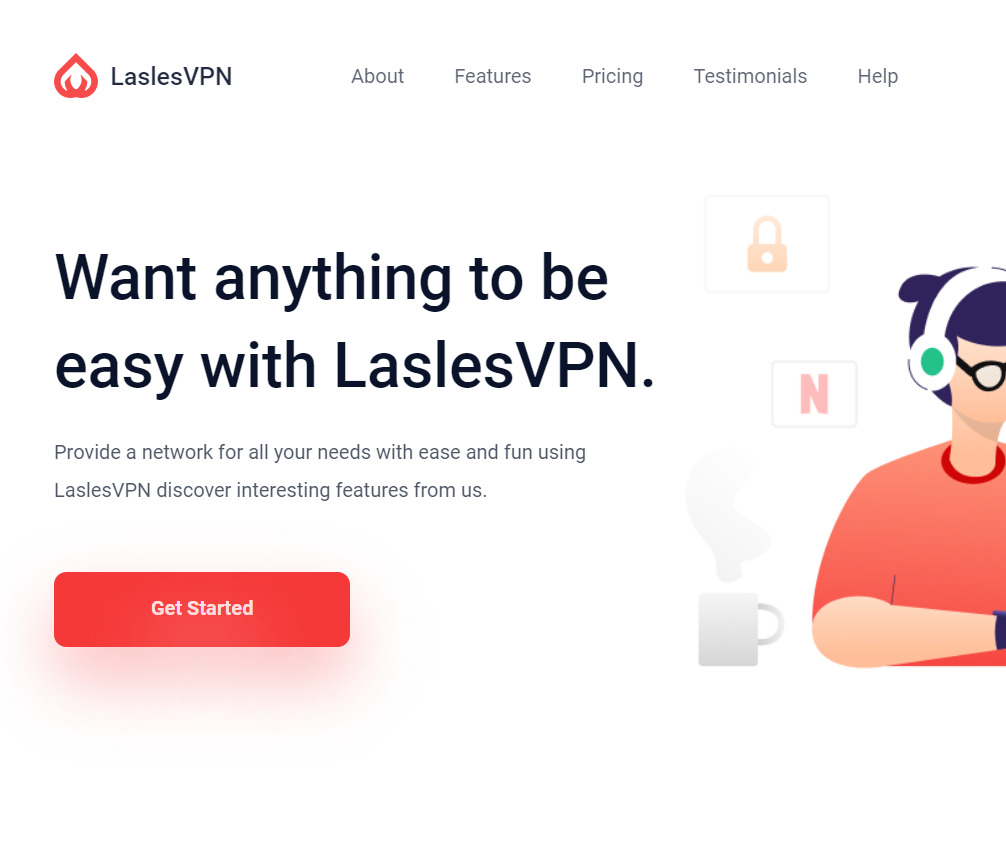 LaslesVPN About Features Pricing Testimonials Help
Want anything to be
easy with LaslesVPN.
N
Provide a network for all your needs with ease and fun using
LaslesVPN discover interesting features from us.
Get Started